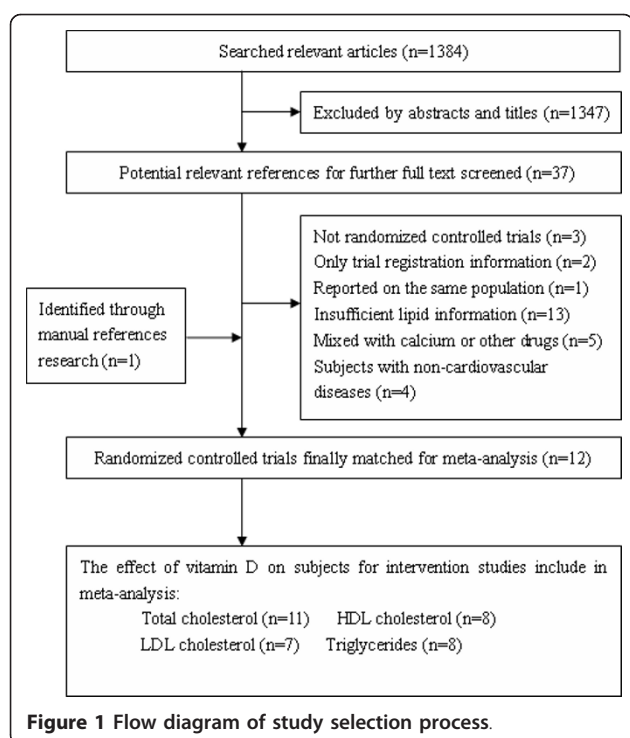 Searched relevant articles (n=1384)
Excluded by abstracts and titles (n=1347)
Potential relevant references for further full text screened (n=37)
Not randomized controlled trials (n=3)
Only trial registration information (n=2)
Reported on the same population (n=1)
Insufficient lipid information (n=13)
Mixed with calcium or other drugs (n=5)
Subjects with non-cardiovascular
diseases (n=4)
Identified through
manual references
research (n=1)
Randomized controlled trials finally matched for meta-analysis (n=12)
The effect of vitamin D on subjects for intervention studies include in
meta-analysis:
Total cholesterol (n=11) HDL cholesterol (n=8)
LDL cholesterol (n=7) Triglycerides (n=8)
Figure 1 Flow diagram of study selection process.